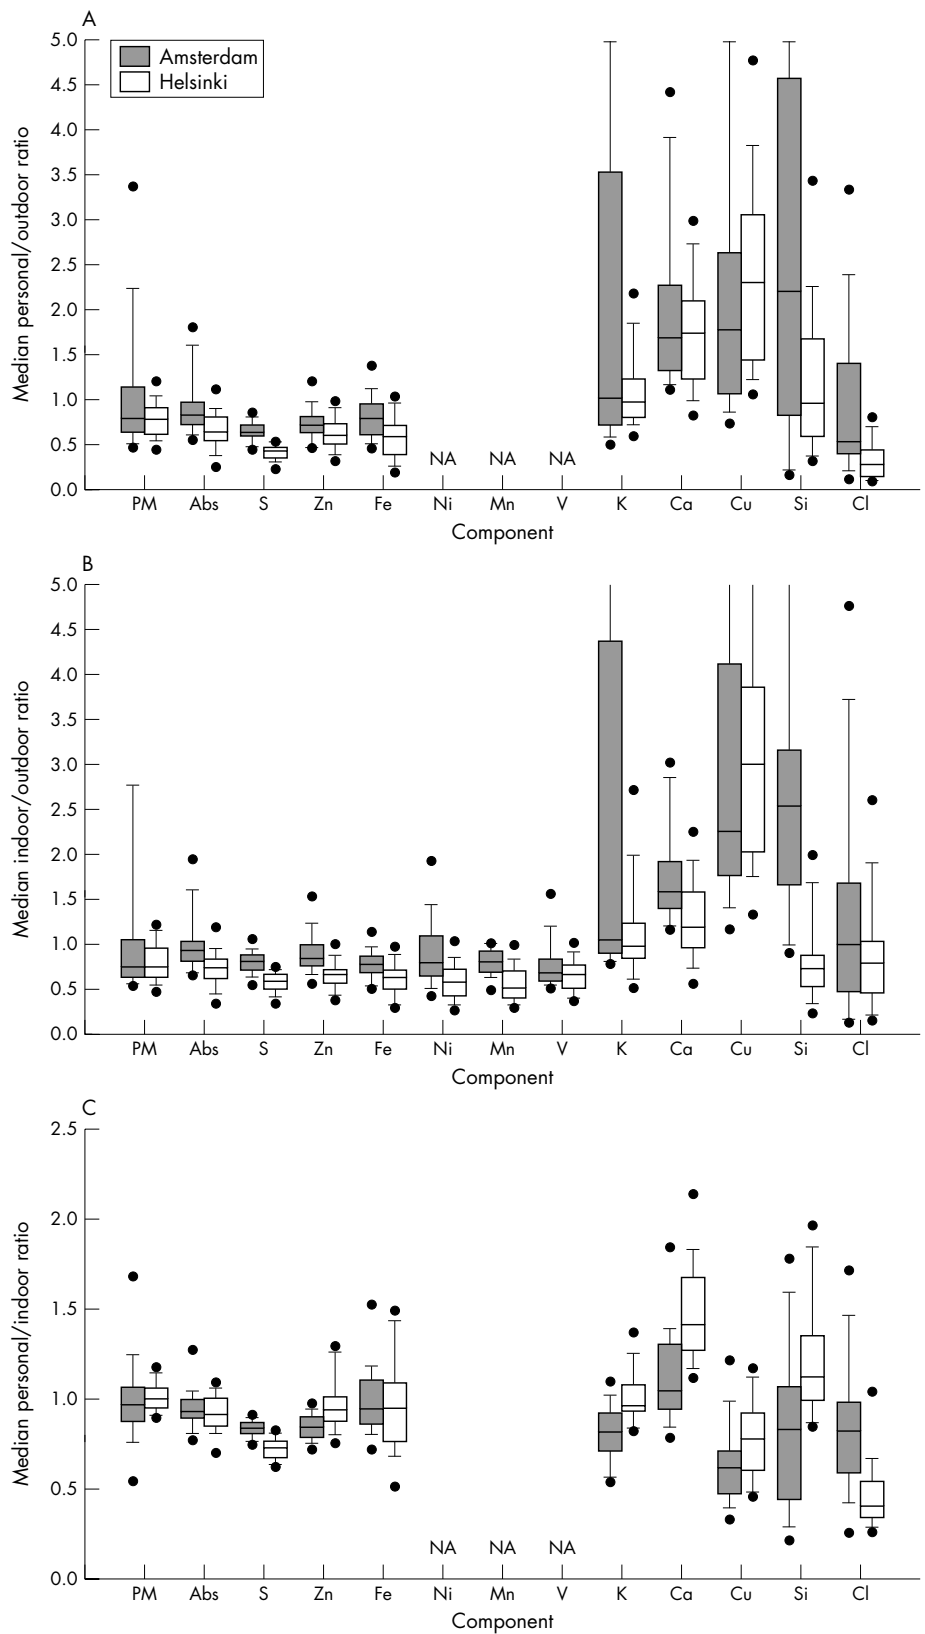 A
5.0
Amsterdam
Helsinki
4.5
4.0
3.5
3.0
2.5
2.0
1.5
1.0
0.5
0.0
Median personal/outdoor ratio
NA NA NA
PM Abs S Zn Fe Ni Mn V K Ca Cu Si Cl
Component
B
5.0
4.5
4.0
3.5
3.0
2.5
2.0
1.5
1.0
0.5
0.0
Median indoor/outdoor ratio
PM Abs S Zn Fe Ni Mn V K Ca Cu Si Cl
Component
C
2.5
2.0
1.5
1.0
0.5
0.0
Median personal/indoor ratio
NA NA NA
PM Abs S Zn Fe Ni Mn V K Ca Cu Si Cl
Component